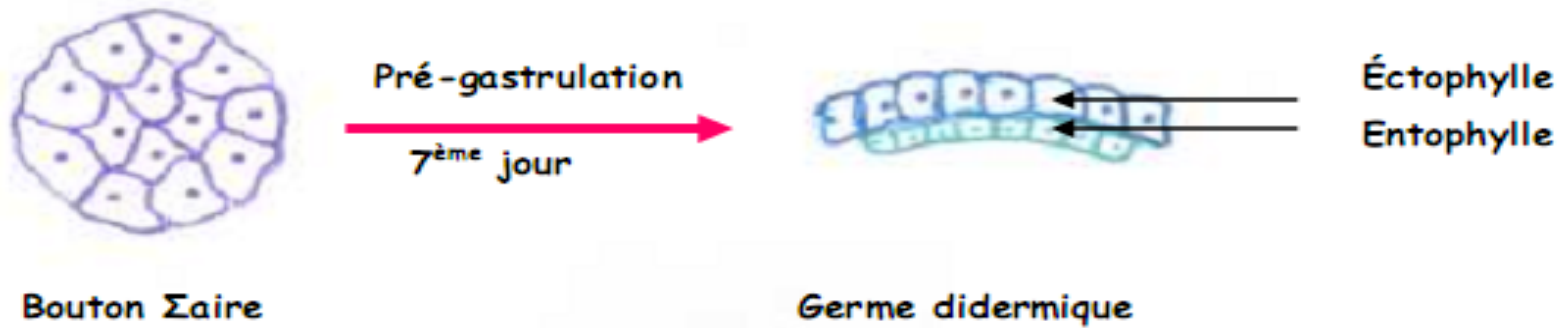 Pré-gastrulation
7ème jour
Éctophylle
Entophylle
Bouton Σaire
Germe didermique